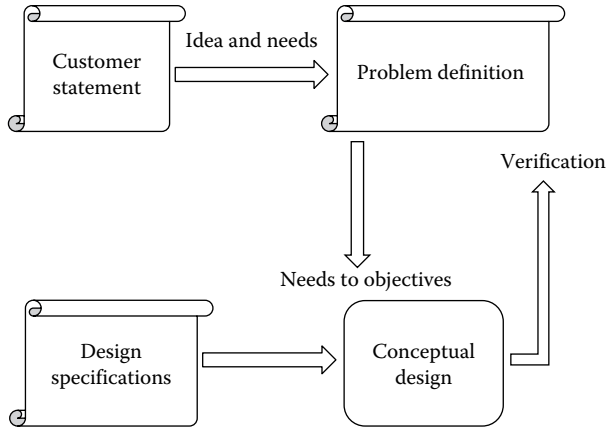 Customer
statement
Idea and needs
Problem definition
Verification
Needs to objectives
Design
specifications
Conceptual
design